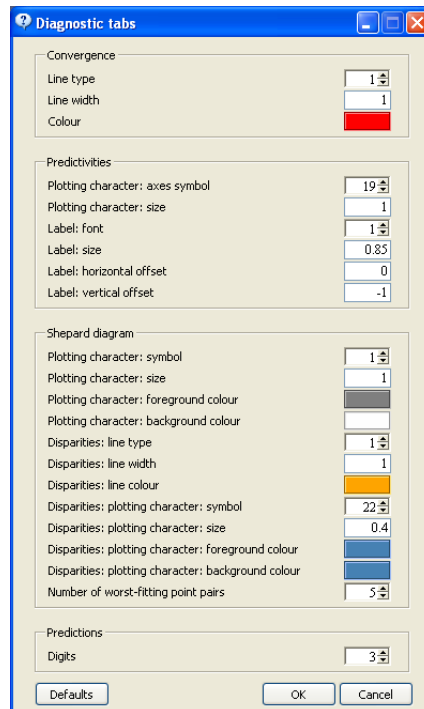 Diagnostic tabs
Convergence
Line type 1
Line width 1
Colour
Predictivities
Plotting character: axes symbol 19
Plotting character: size 1
Label: font 1
Label: size 0.85
Label: horizontal offset 0
Label: vertical offset -1
Shepard diagram
Plotting character: symbol 1
Plotting character: size 1
Plotting character: foreground colour
Plotting character: background colour
Disparities: line type 1
Disparities: line width 1
Disparities: line colour
Disparities: plotting character: symbol 22
Disparities: plotting character: size 0.4
Disparities: plotting character: foreground colour
Disparities: plotting character: background colour
Number of worst-fitting point pairs 5
Predictions
Digits 3
Defaults OK Cancel